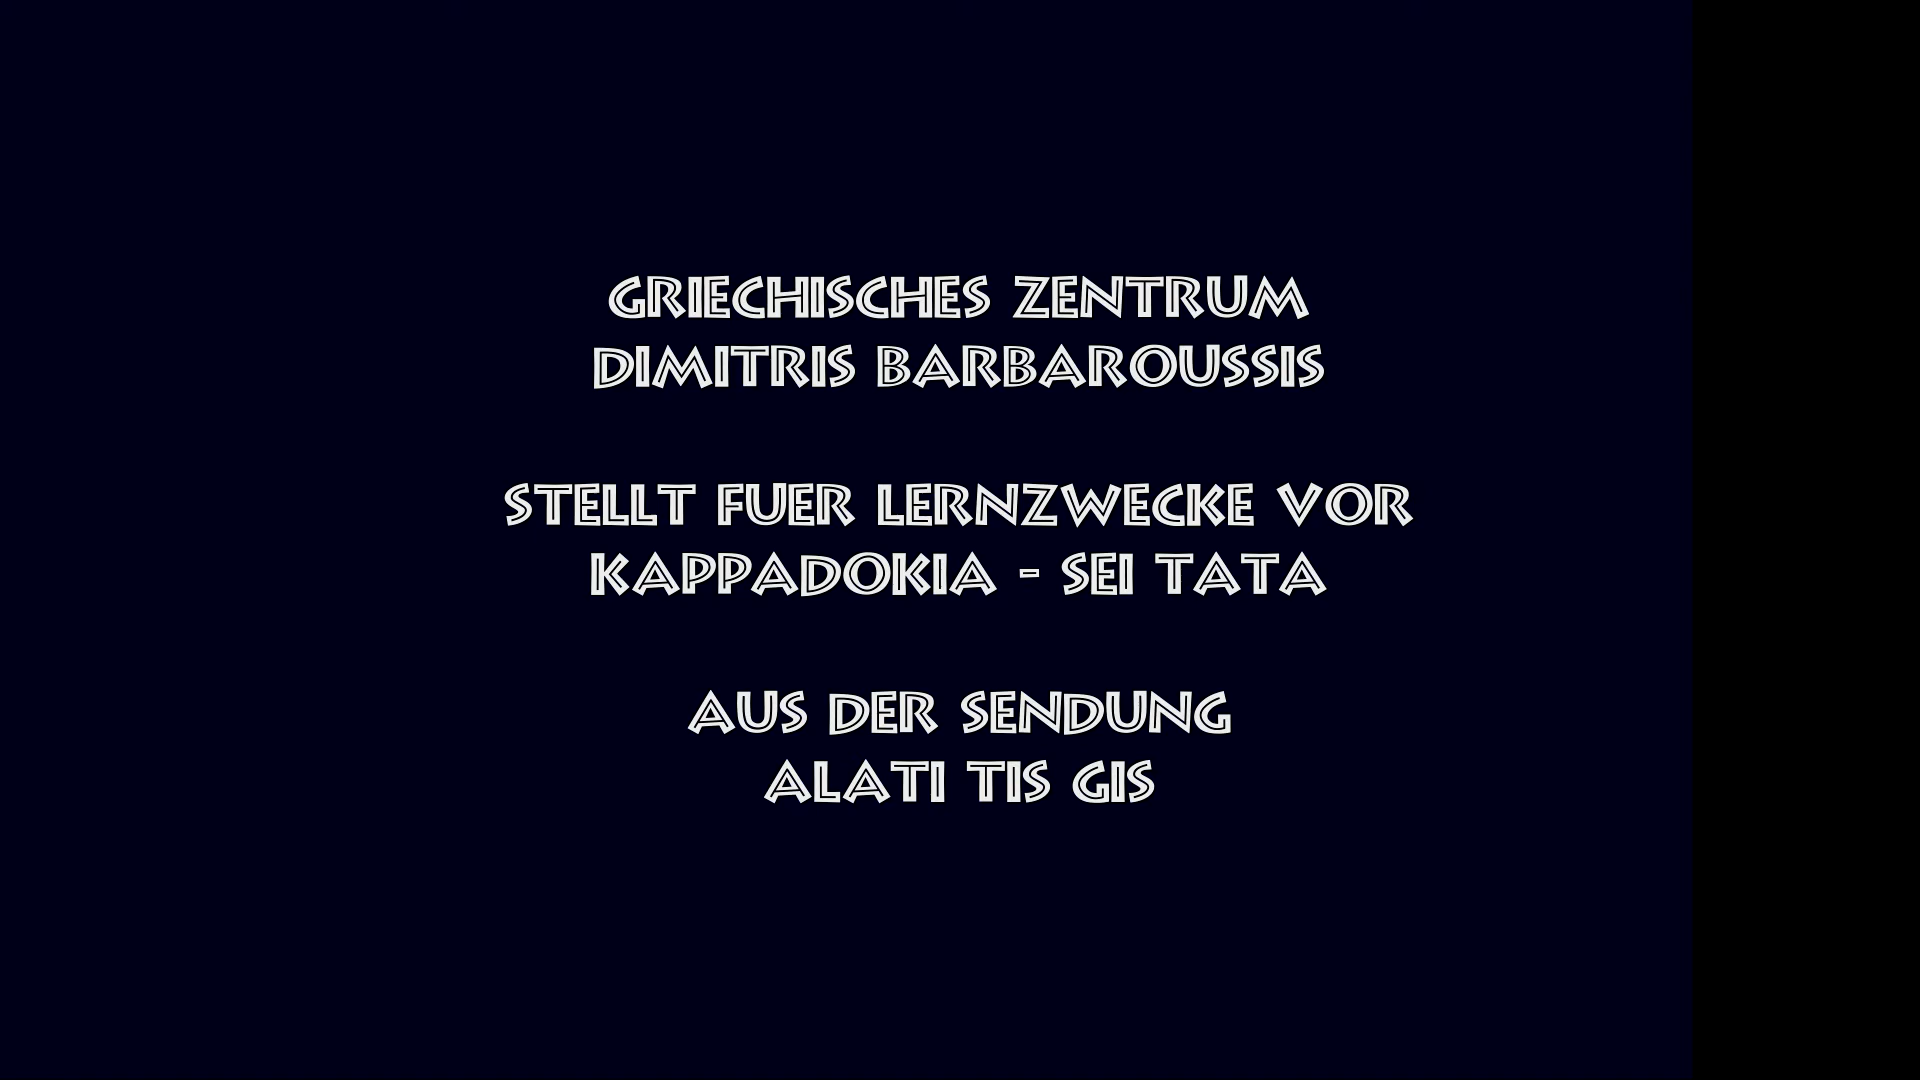 GRIECHISCHES ZENTRUM
DIMITRIS BARBAROUSSIS
STELLT FUER LERNZWECKE VOR
KAPPADOKIA - SEI TATA
AUS DER SENDUNG
ALATI TIS GIS